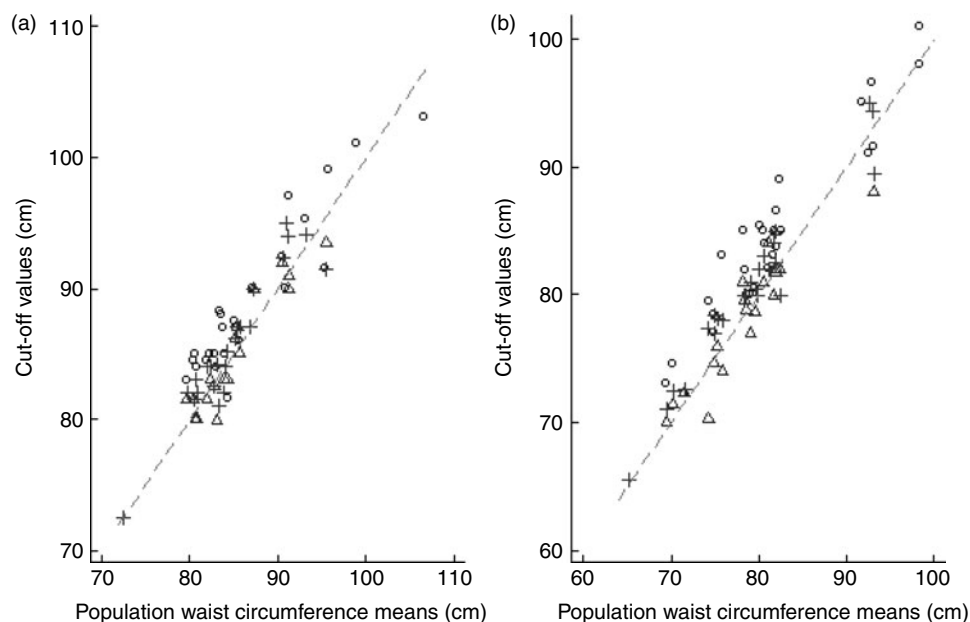 (a)
110
100
90
80
70
Cut-off values (cm)
70 80 90 100 110
Population waist circumference means (cm)
(b)
100
90
80
70
60
Cut-off values (cm)
60 70 80 90 100
Population waist circumference means (cm)